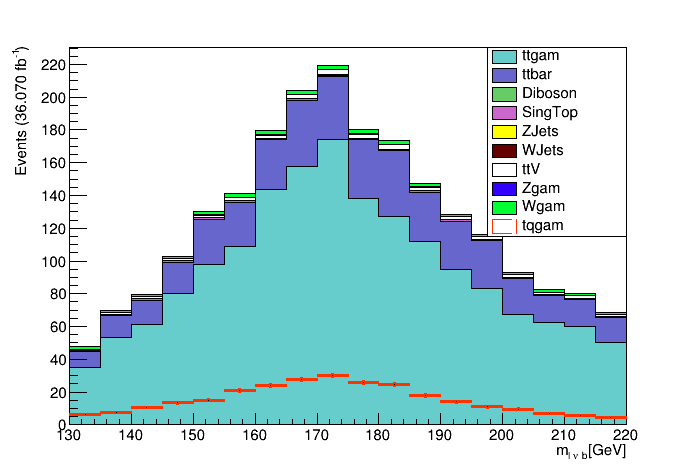 Events (36.070 fb⁻¹)
220
200
180
160
140
120
100
80
60
40
20
0
ttgam
ttbar
Diboson
SingTop
ZJets
WJets
ttV
Zgam
Wgam
tqgam
130 140 150 160 170 180 190 200 210 220
m_{l ν b}[GeV]